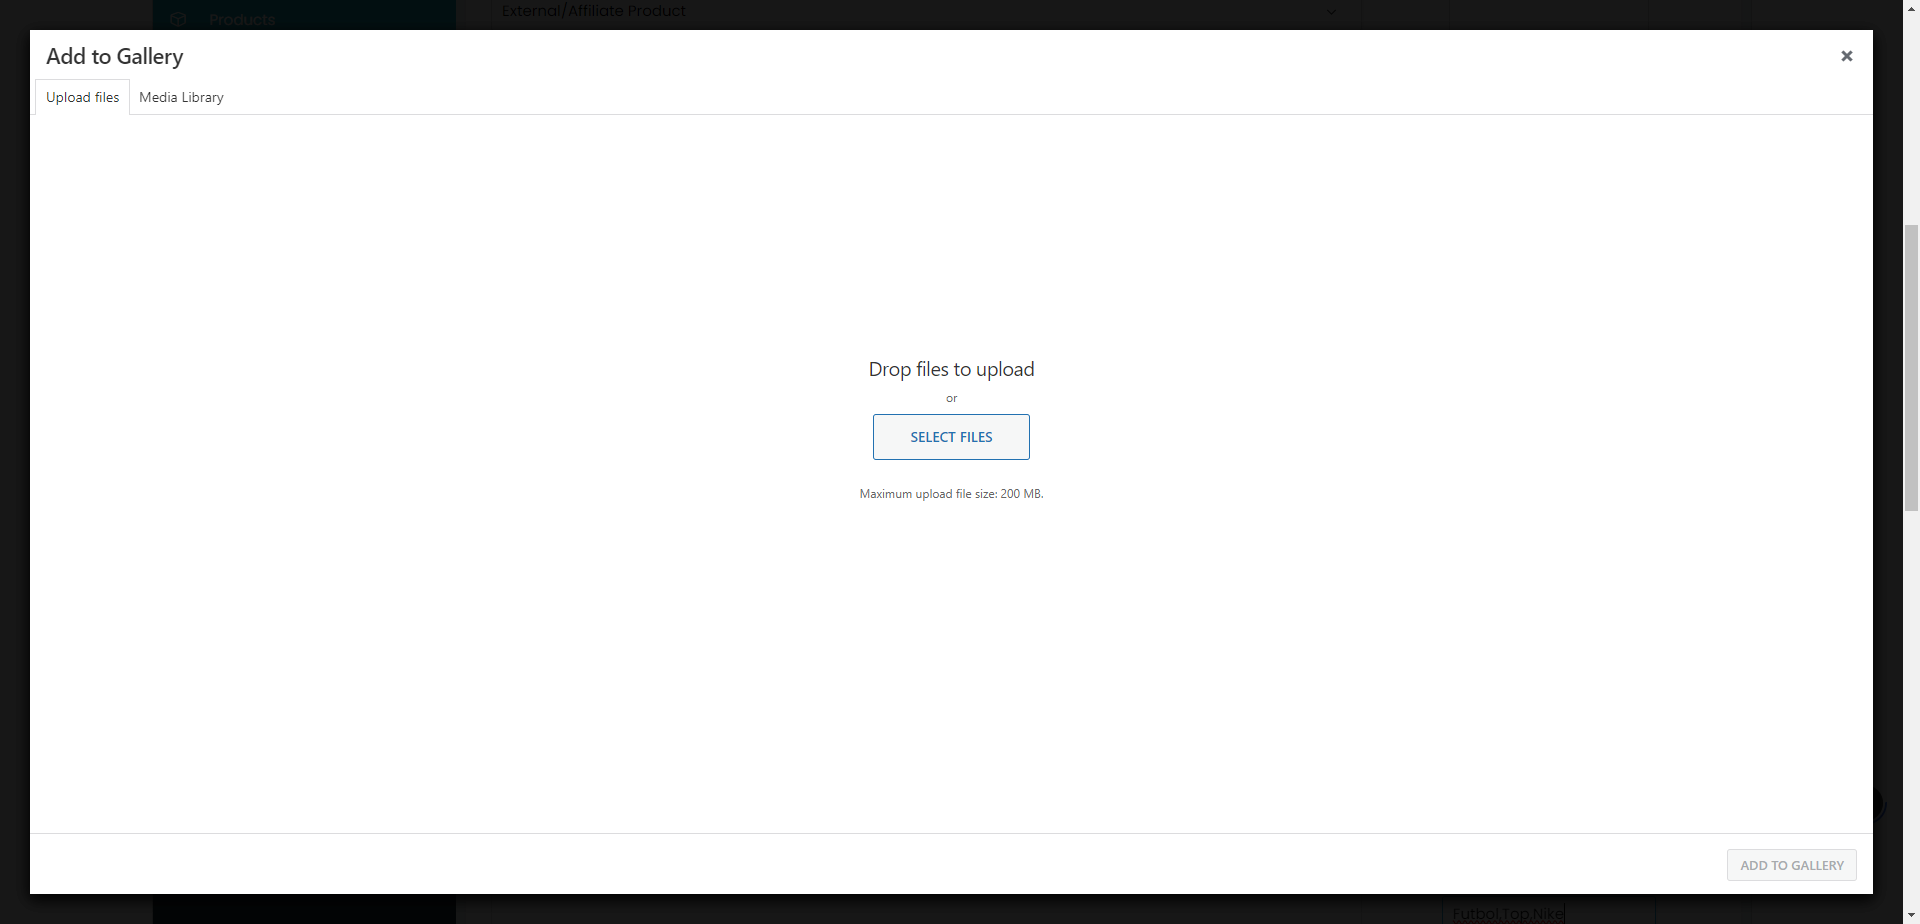 Products
External/Affiliate Product
Add to Gallery
Upload files
Media Library
Drop files to upload
or
SELECT FILES
Maximum upload file size: 200 MB.
ADD TO GALLERY
Futbol,Top,Nike